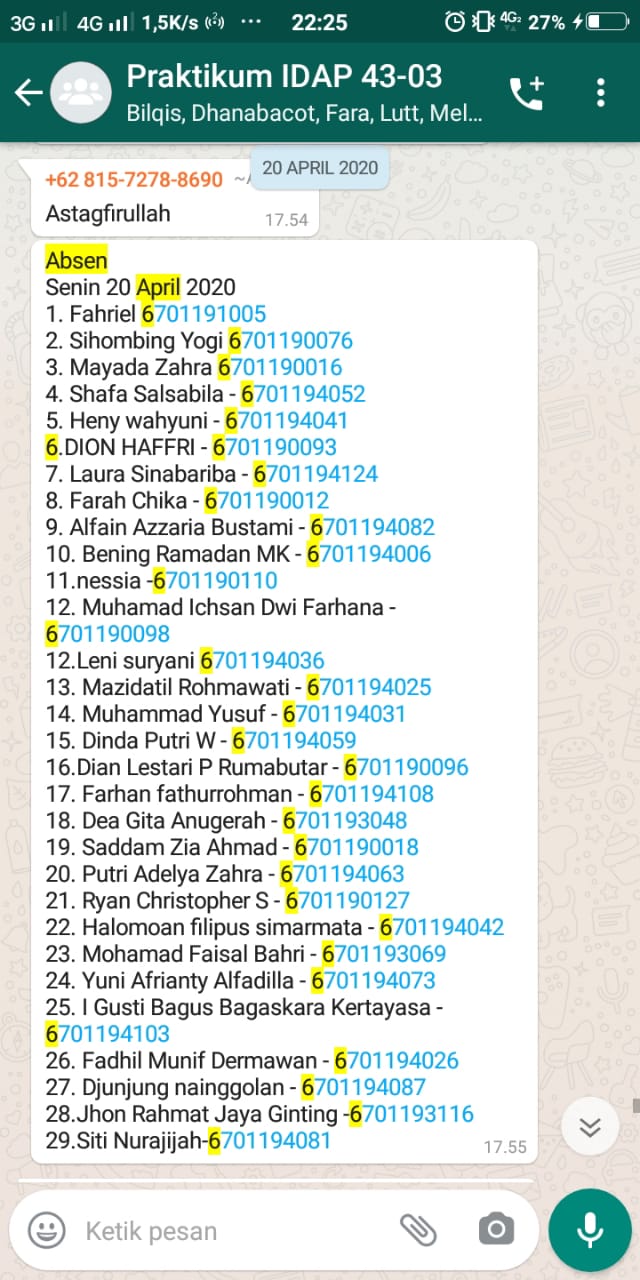 3G 4G 1,5K/s ... 22:25 4G2 27%
Praktikum IDAP 43-03
Bilqis, Dhanabacot, Fara, Lutt, Mel...
20 APRIL 2020
+62 815-7278-8690
Astagfirullah 17.54
Absen
Senin 20 April 2020
1. Fahriel 6701191005
2. Sihombing Yogi 6701190076
3. Mayada Zahra 6701190016
4. Shafa Salsabila - 6701194052
5. Heny wahyuni - 6701194041
6.DION HAFFRI - 6701190093
7. Laura Sinabariba - 6701194124
8. Farah Chika - 6701190012
9. Alfain Azzaria Bustami - 6701194082
10. Bening Ramadan MK - 6701194006
11.nessia -6701190110
12. Muhamad Ichsan Dwi Farhana -
6701190098
12.Leni suryani 6701194036
13. Mazidatil Rohmawati - 6701194025
14. Muhammad Yusuf - 6701194031
15. Dinda Putri W - 6701194059
16.Dian Lestari P Rumabutar - 6701190096
17. Farhan fathurrohman - 6701194108
18. Dea Gita Anugerah - 6701193048
19. Saddam Zia Ahmad - 6701190018
20. Putri Adelya Zahra - 6701194063
21. Ryan Christopher S - 6701190127
22. Halomoan filipus simarmata - 6701194042
23. Mohamad Faisal Bahri - 6701193069
24. Yuni Afrianty Alfadilla - 6701194073
25. I Gusti Bagus Bagaskara Kertayasa -
6701194103
26. Fadhil Munif Dermawan - 6701194026
27. Djunjung nainggolan - 6701194087
28.Jhon Rahmat Jaya Ginting -6701193116
29.Siti Nurajijah-6701194081
17.55
Ketik pesan